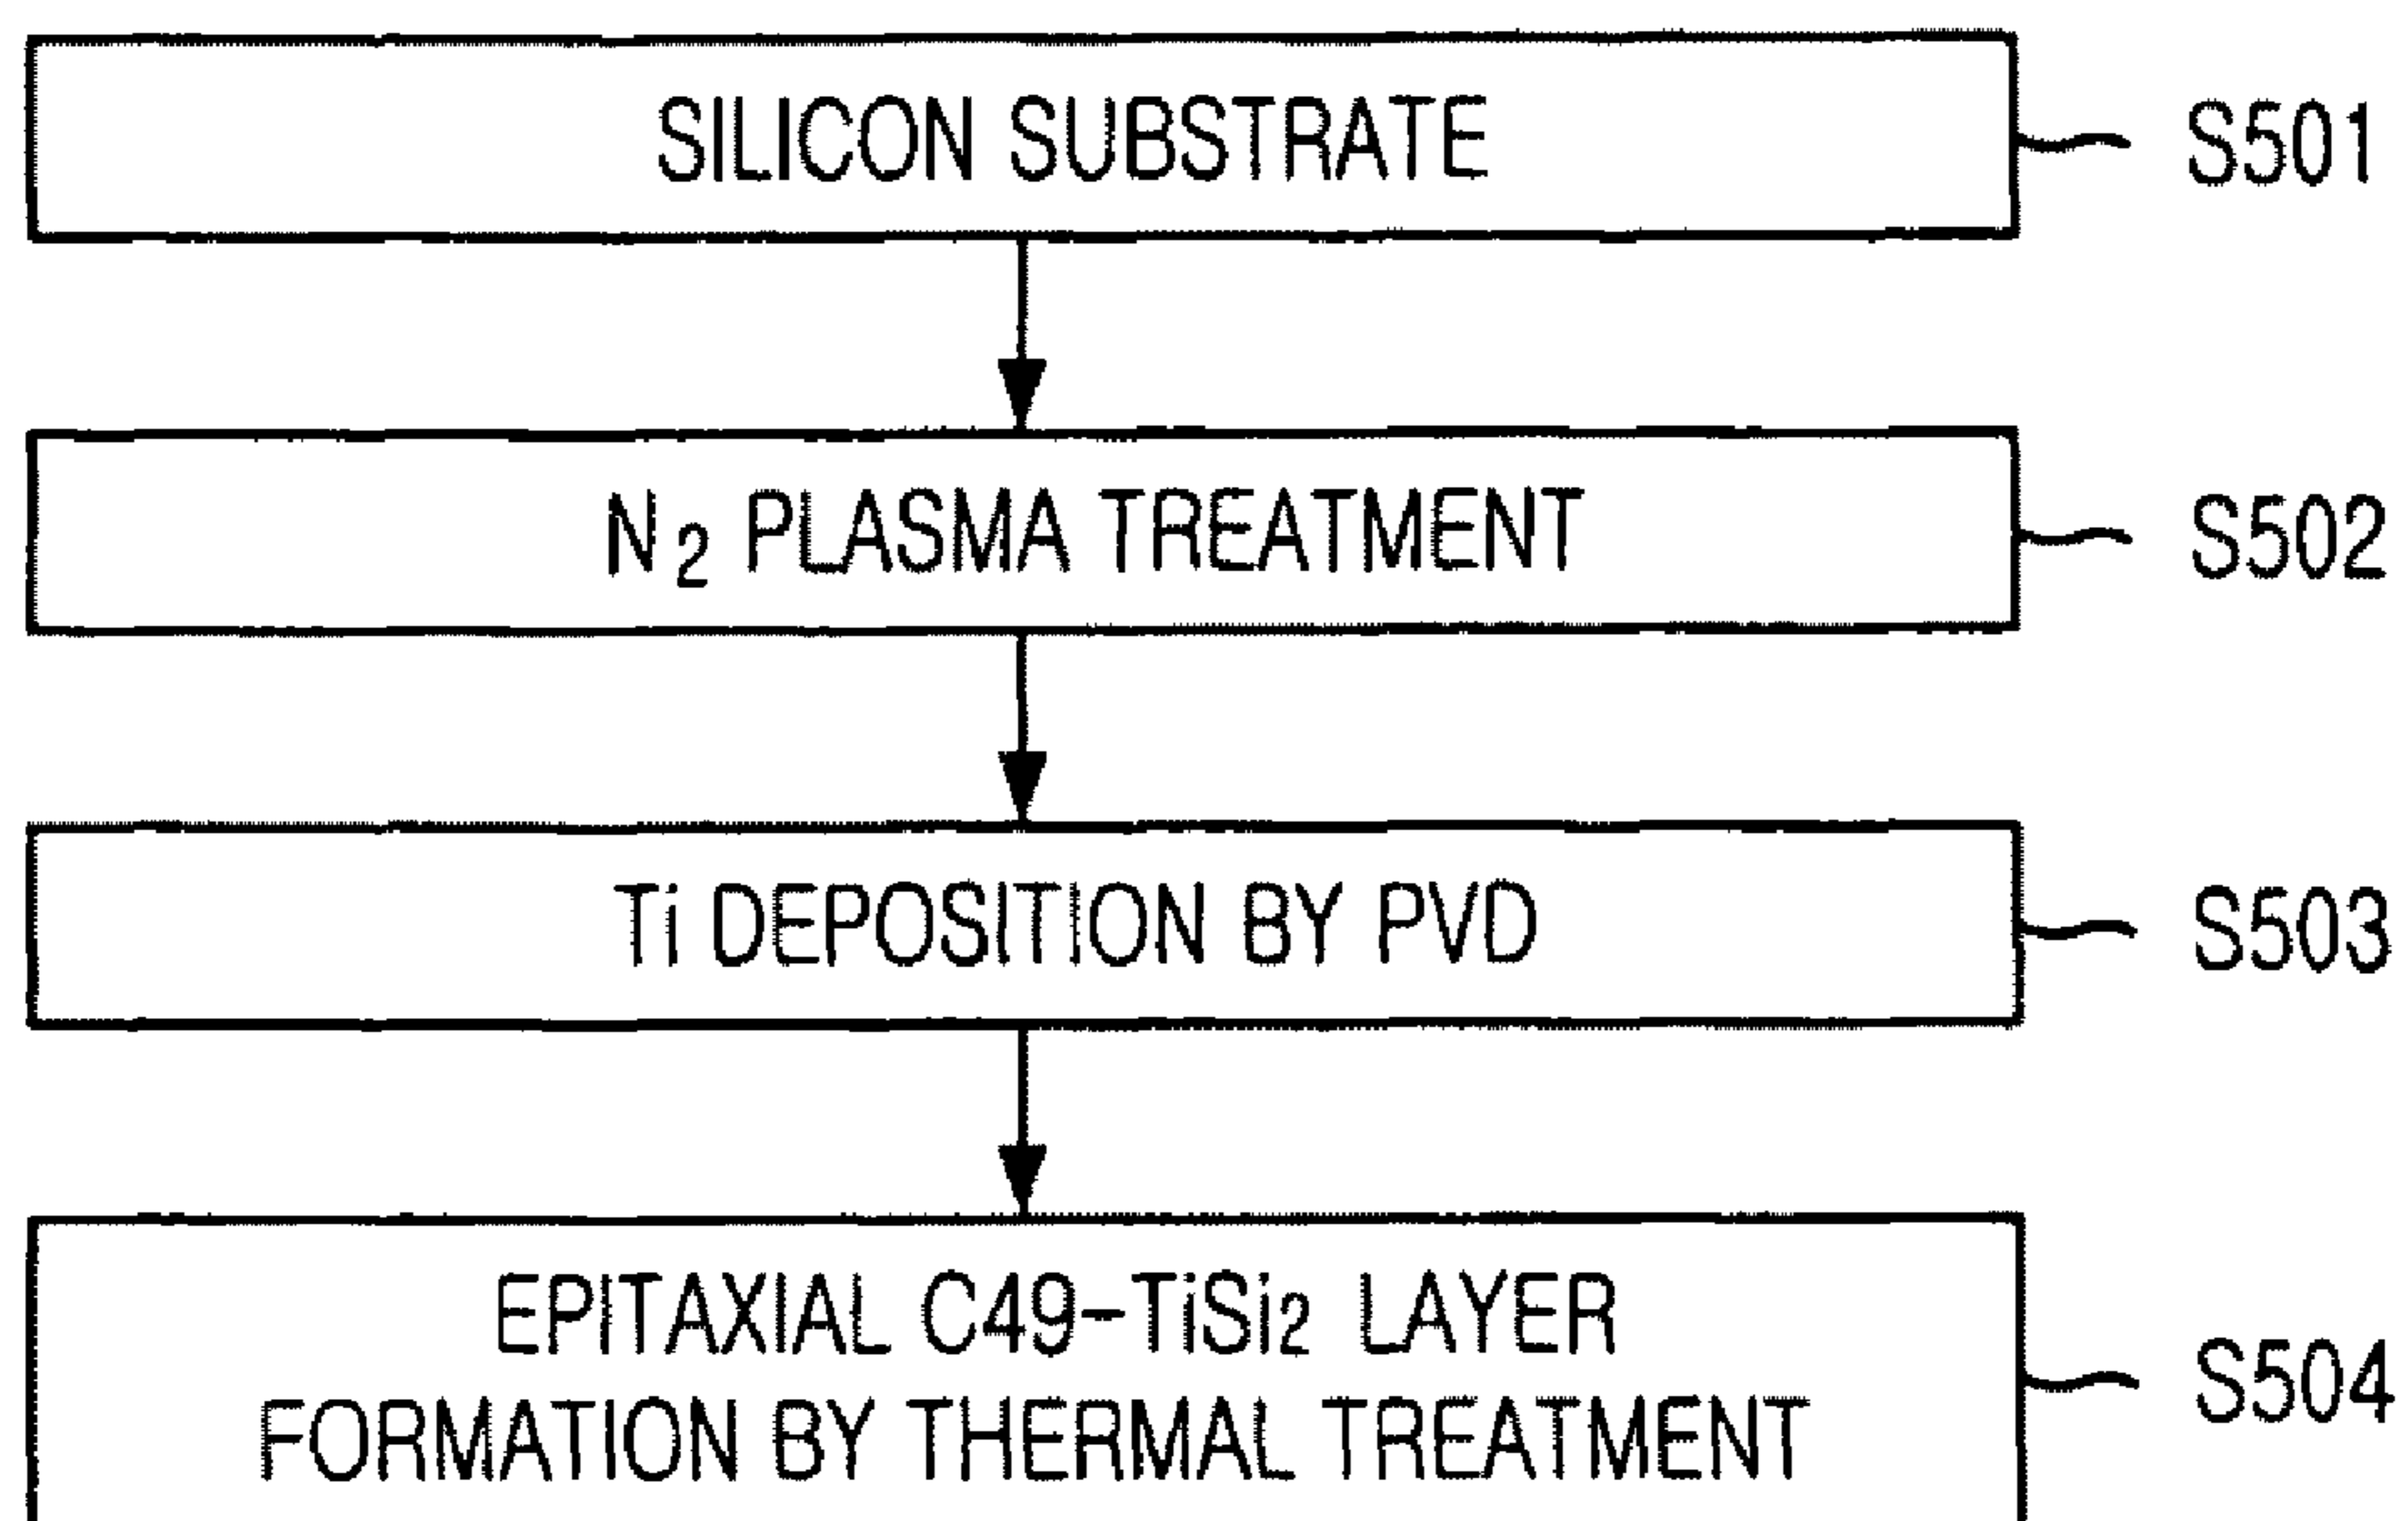 SILICON SUBSTRATE S501
N2 PLASMA TREATMENT S502
Ti DEPOSITION BY PVD S503
EPITAXIAL C49-TiSi2 LAYER
FORMATION BY THERMAL TREATMENT S504